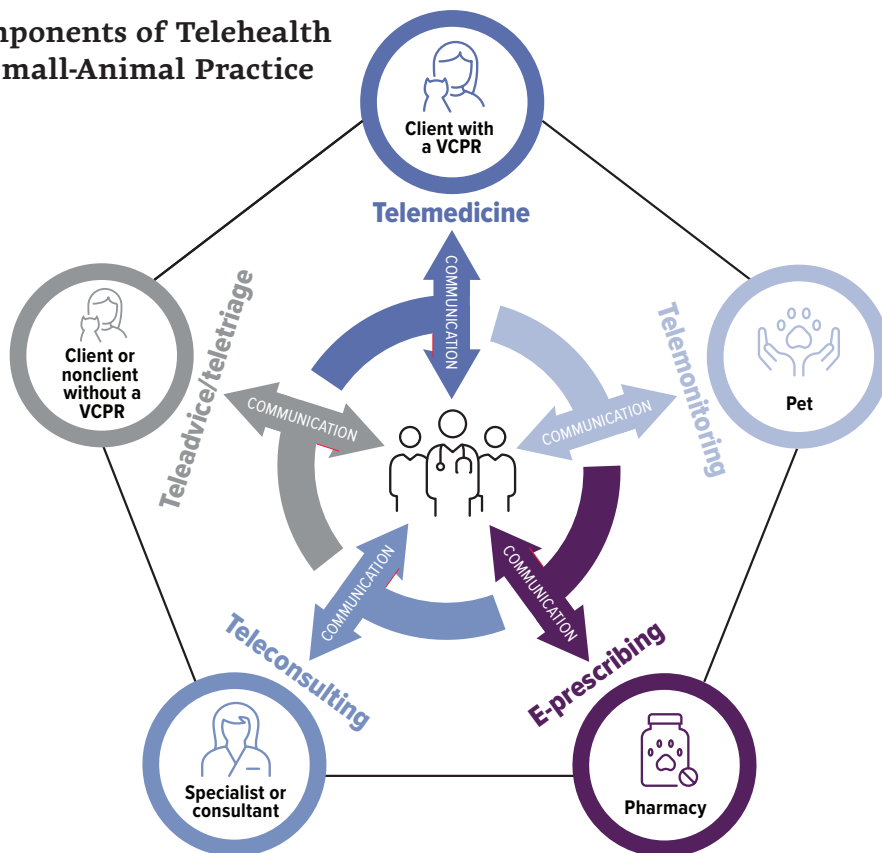 mponents of Telehealth
mall-Animal Practice
Client with
a VCPR
Telemedicine
COMMUNICATION
Telemonitoring
COMMUNICATION
Pet
E-prescribing
COMMUNICATION
Pharmacy
Teleconsulting
COMMUNICATION
Specialist or
consultant
Teleadvice/teletriage
COMMUNICATION
Client or
nonclient
without a
VCPR